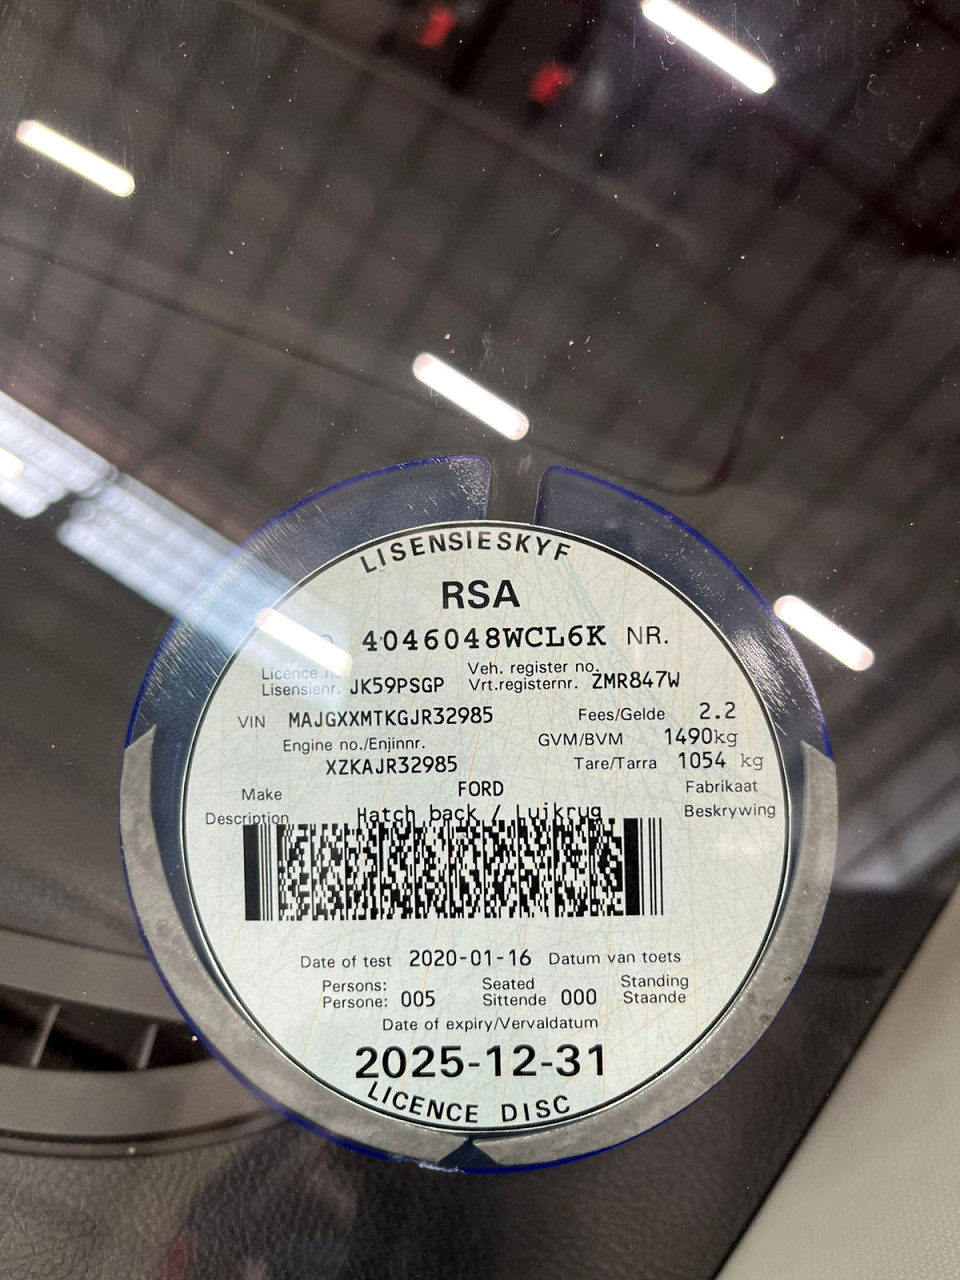 LISENSIESKYF
RSA
4046048WCL6K NR.
Licence Veh. register no.
Lisensienr. JK59PSGP Vrt.registernr. ZMR847W
VIN MAJGXXMTKGJR32985 Fees/Gelde 2.2
Engine no./Enjinnr. GVM/BVM 1490kg
XZKAJR32985 Tare/Tarra 1054 kg
Make FORD Fabrikaat
Description Hatch back / Luikrug Beskrywing
Date of test 2020-01-16 Datum van toets
Persons: Seated Standing
Persone: 005 Sittende 000 Staande
Date of expiry/Vervaldatum
2025-12-31
LICENCE DISC